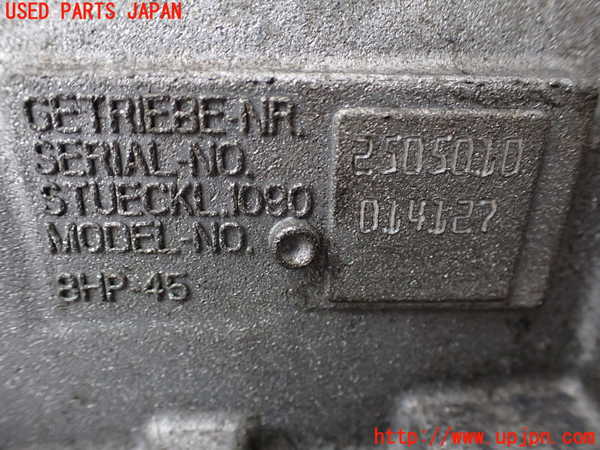 USED PARTS JAPAN
GETRIEBE-NR.
SERIAL-NO.
STUECKL.1090
MODEL-NO.
8HP-45
2505010
014127
http://www.upjpn.com/